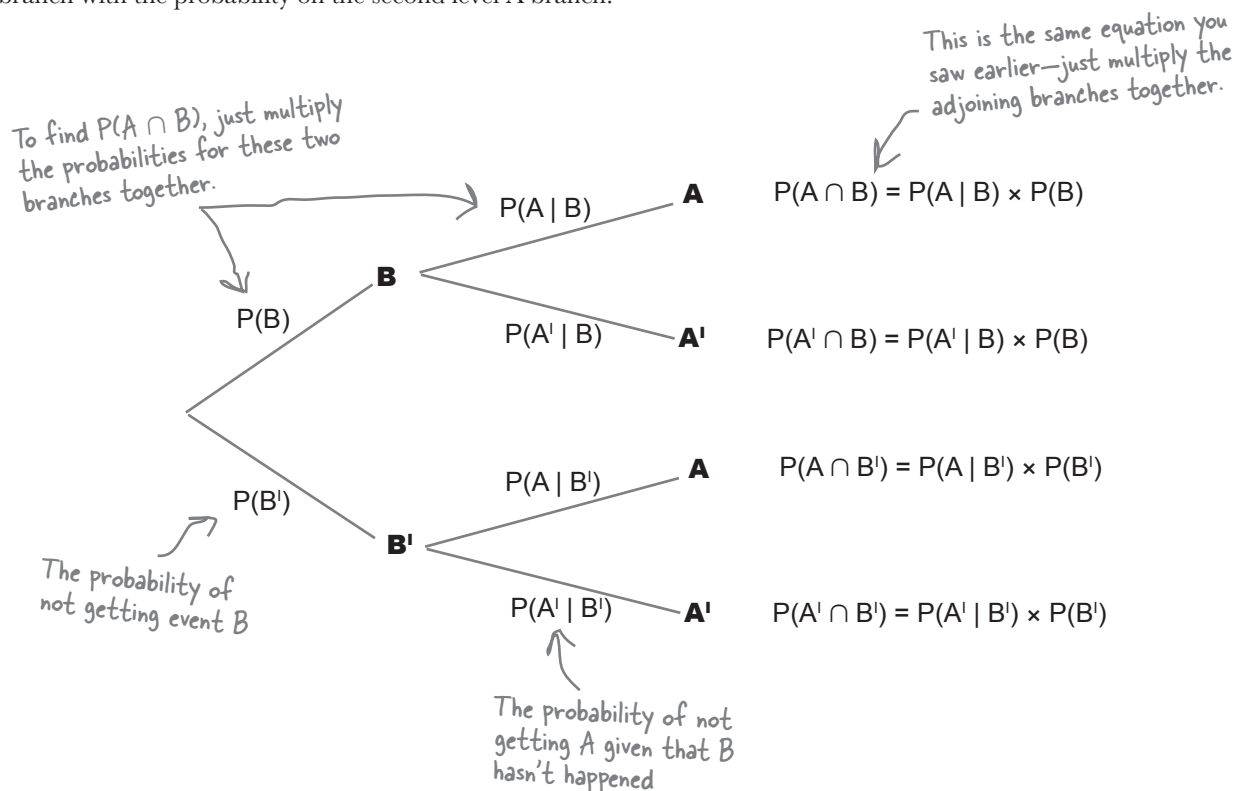 branch with the probability on the second level A branch.
This is the same equation you
saw earlier—just multiply the
adjoining branches together.
To find P(A ∩ B), just multiply
the probabilities for these two
branches together.
P(A | B)
A
P(A ∩ B) = P(A | B) × P(B)
B
P(B)
P(A' | B)
A'
P(A' ∩ B) = P(A' | B) × P(B)
P(A | B')
A
P(A ∩ B') = P(A | B') × P(B')
P(B')
B'
The probability of
not getting event B
P(A' | B')
A'
P(A' ∩ B') = P(A' | B') × P(B')
The probability of not
getting A given that B
hasn't happened